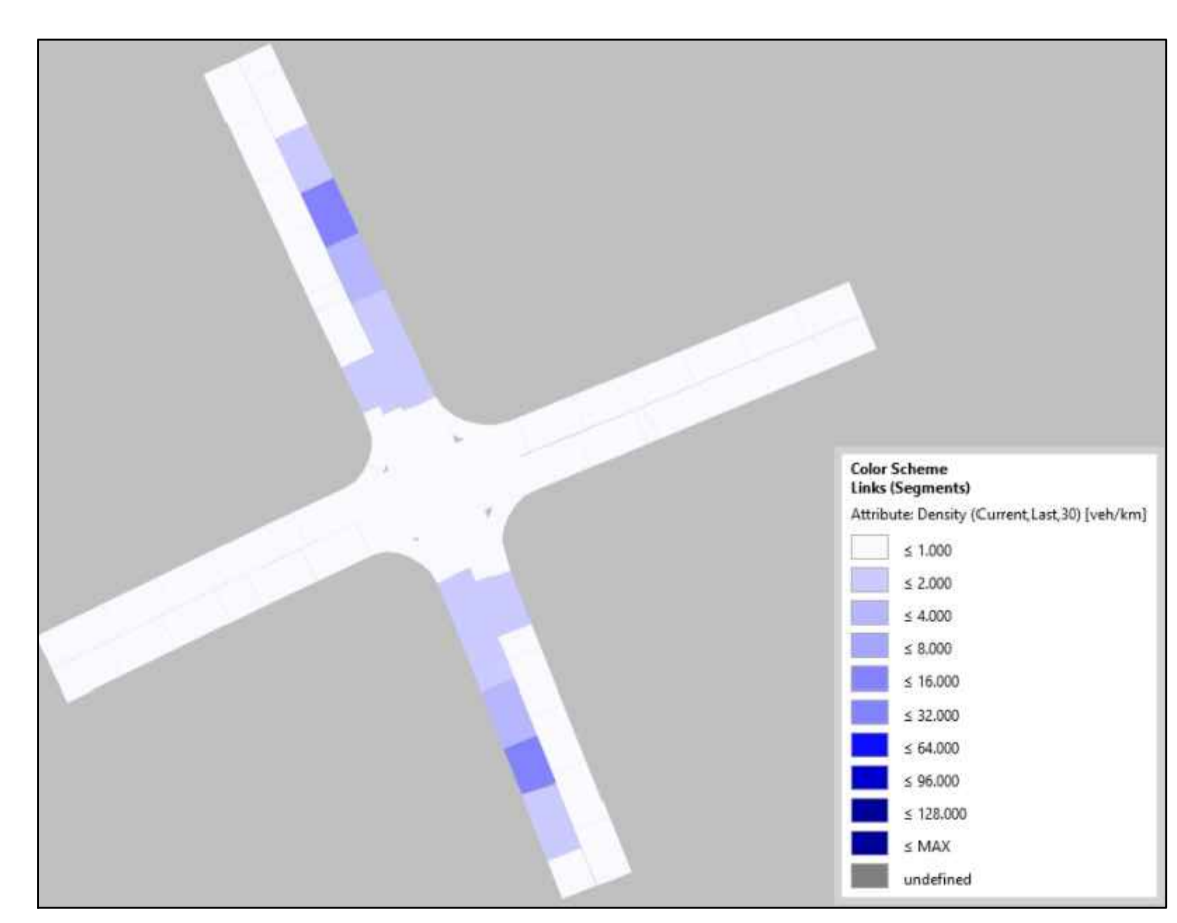 Color Scheme
Links (Segments)
Attribute: Density (Current,Last,30) [veh/km]
≤ 1.000
≤ 2.000
≤ 4.000
≤ 8.000
≤ 16.000
≤ 32.000
≤ 64.000
≤ 96.000
≤ 128.000
≤ MAX
undefined